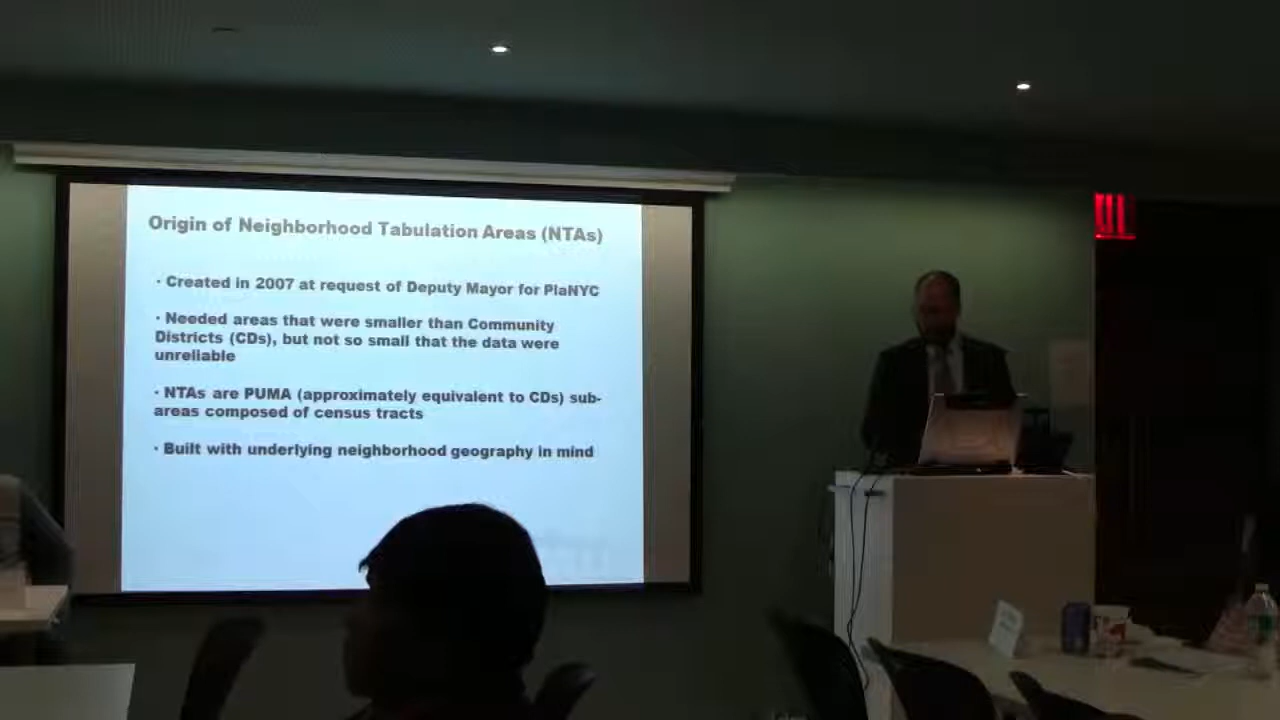 Origin of Neighborhood Tabulation Areas (NTAs)
· Created in 2007 at request of Deputy Mayor for PlaNYC
· Needed areas that were smaller than Community
Districts (CDs), but not so small that the data were
unreliable
· NTAs are PUMA (approximately equivalent to CDs) sub-
areas composed of census tracts
· Built with underlying neighborhood geography in mind